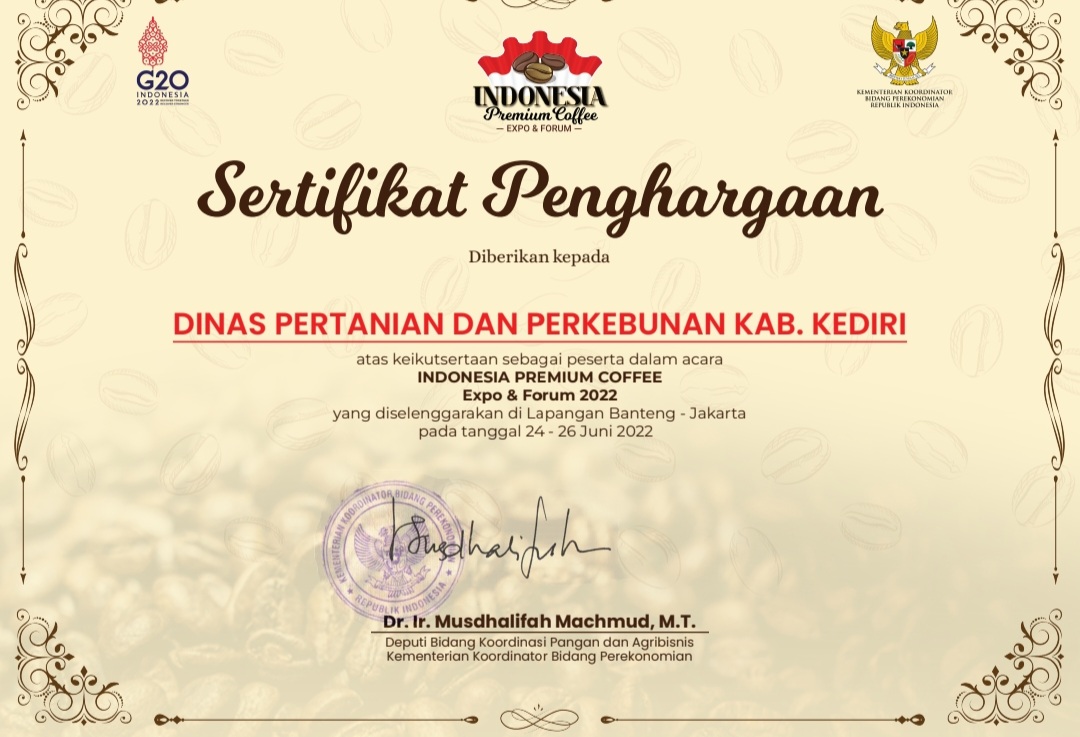 G20
INDONESIA
2022
INDONESIA
Premium Coffee
EXPO & FORUM
KEMENTERIAN KOORDINATOR
BIDANG PEREKONOMIAN
REPUBLIK INDONESIA
Sertifikat Penghargaan
Diberikan kepada
DINAS PERTANIAN DAN PERKEBUNAN KAB. KEDIRI
atas keikutsertaan sebagai peserta dalam acara
INDONESIA PREMIUM COFFEE
Expo & Forum 2022
yang diselenggarakan di Lapangan Banteng - Jakarta
pada tanggal 24 - 26 Juni 2022
KEMENTERIAN KOORDINATOR BIDANG PEREKONOMIAN
REPUBLIK INDONESIA
Musdhalifah
Dr. Ir. Musdhalifah Machmud, M.T.
Deputi Bidang Koordinasi Pangan dan Agribisnis
Kementerian Koordinator Bidang Perekonomian